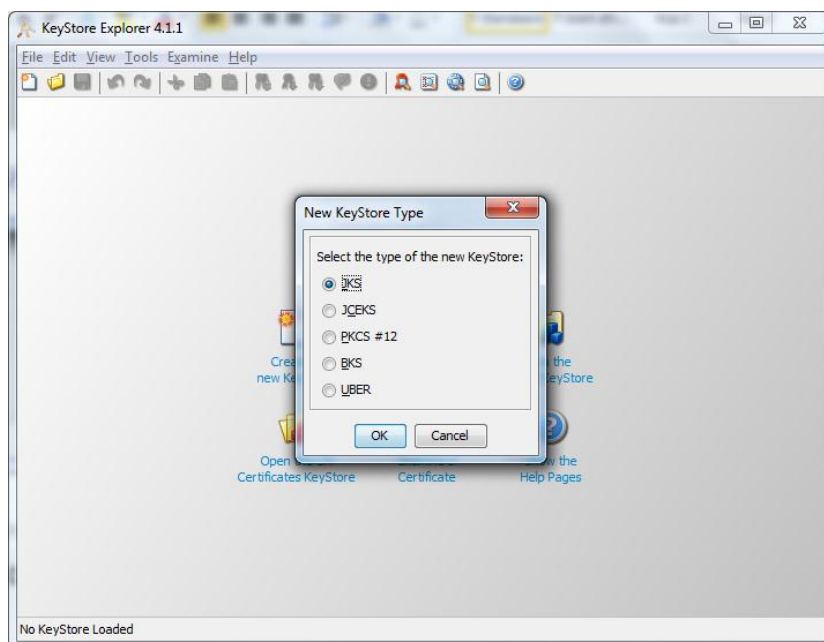 KeyStore Explorer 4.1.1
File Edit View Tools Examine Help
New KeyStore Type
Select the type of the new KeyStore:
JKS
JCEKS
PKCS #12
BKS
UBER
OK Cancel
the
new
eyStore
Open
the
Certificates KeyStore
Certificate
Help Pages
No KeyStore Loaded